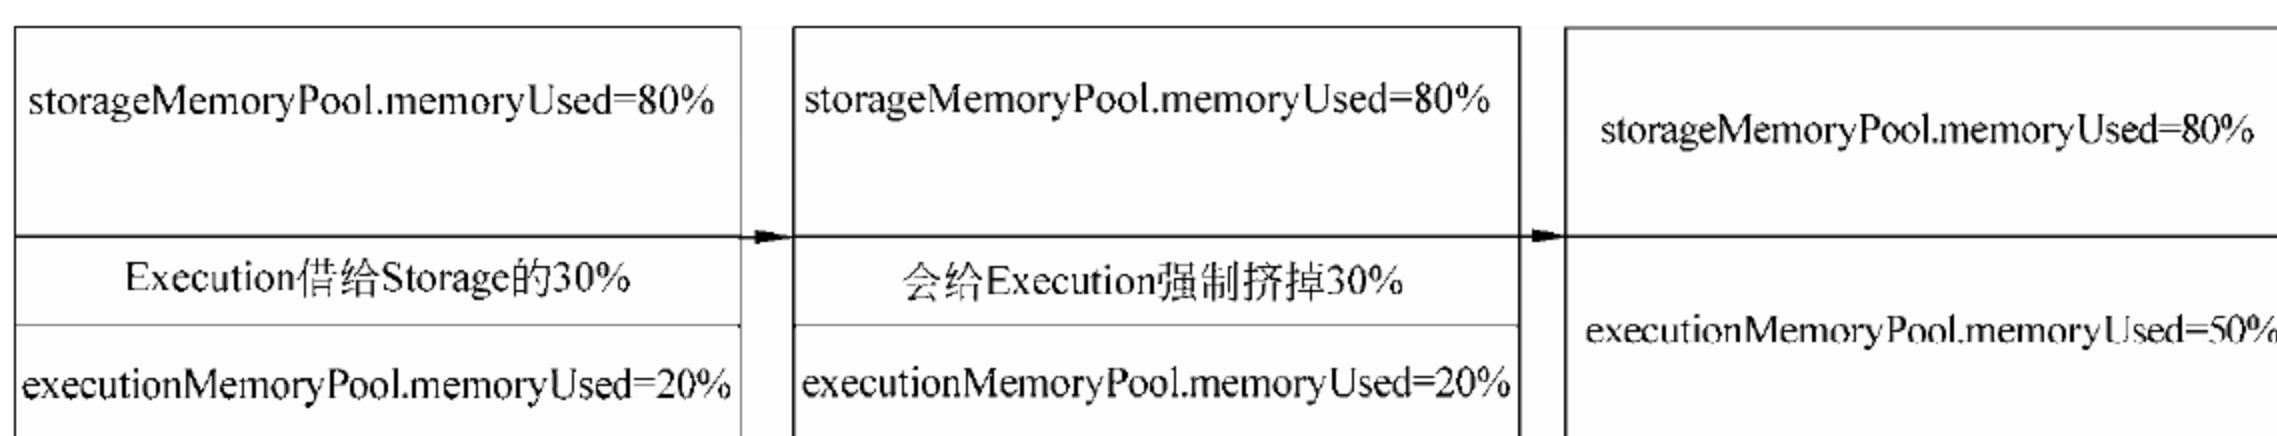 storageMemoryPool.memoryUsed=80%
Execution借给Storage的30%
executionMemoryPool.memoryUsed=20%
storageMemoryPool.memoryUsed=80%
会给Execution强制挤掉30%
executionMemoryPool.memoryUsed=20%
storageMemoryPool.memoryUsed=80%
executionMemoryPool.memoryUsed=50%